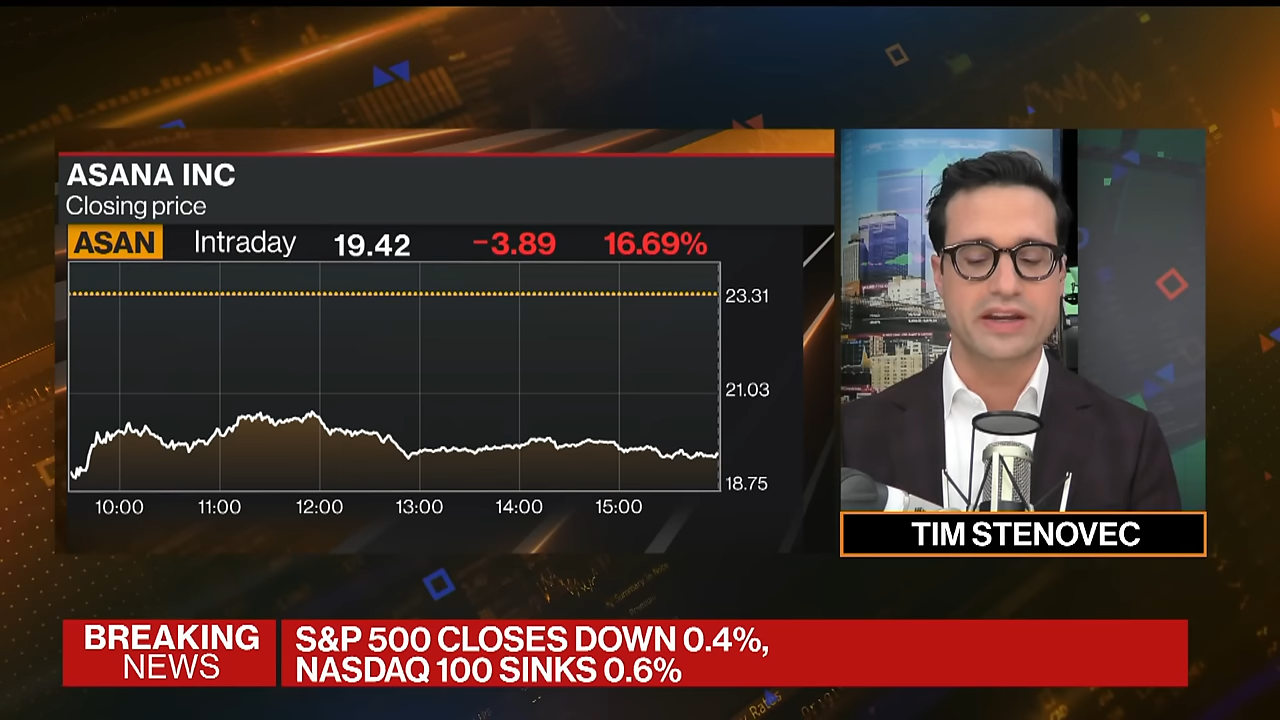 ASANA INC
Closing price
ASAN Intraday 19.42 −3.89 16.69%
23.31
21.03
18.75
10:00 11:00 12:00 13:00 14:00 15:00
TIM STENOVEC
BREAKING
NEWS
S&P 500 CLOSES DOWN 0.4%,
NASDAQ 100 SINKS 0.6%